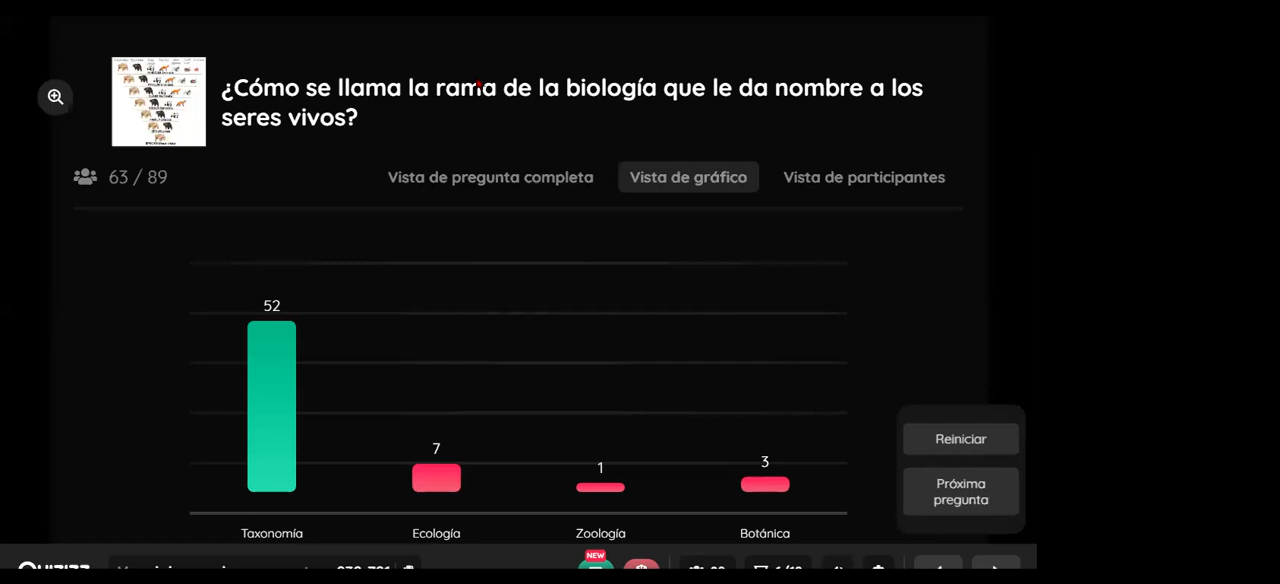 ¿Cómo se llama la rama de la biología que le da nombre a los
seres vivos?
63 / 89
Vista de pregunta completa
Vista de gráfico
Vista de participantes
52
7
1
3
Taxonomía
Ecología
Zoología
Botánica
Reiniciar
Próxima
pregunta
NEW